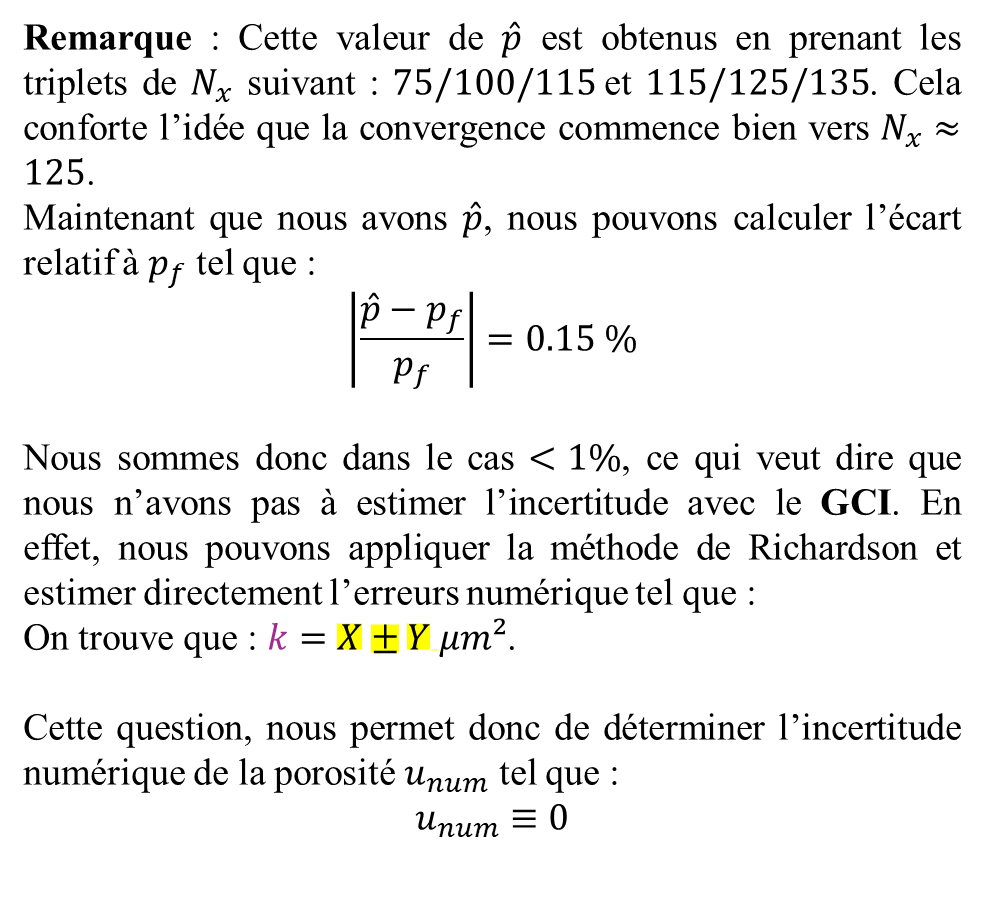 Remarque : Cette valeur de p̂ est obtenus en prenant les
triplets de Nₓ suivant : 75/100/115 et 115/125/135. Cela
conforte l’idée que la convergence commence bien vers Nₓ ≈
125.
Maintenant que nous avons p̂, nous pouvons calculer l’écart
relatif à p_f tel que :
|(p̂ − p_f)/p_f| = 0.15 %
Nous sommes donc dans le cas < 1%, ce qui veut dire que
nous n’avons pas à estimer l’incertitude avec le GCI. En
effet, nous pouvons appliquer la méthode de Richardson et
estimer directement l’erreurs numérique tel que :
On trouve que : k = X ± Y μm².
Cette question, nous permet donc de déterminer l’incertitude
numérique de la porosité u_num tel que :
u_num ≡ 0